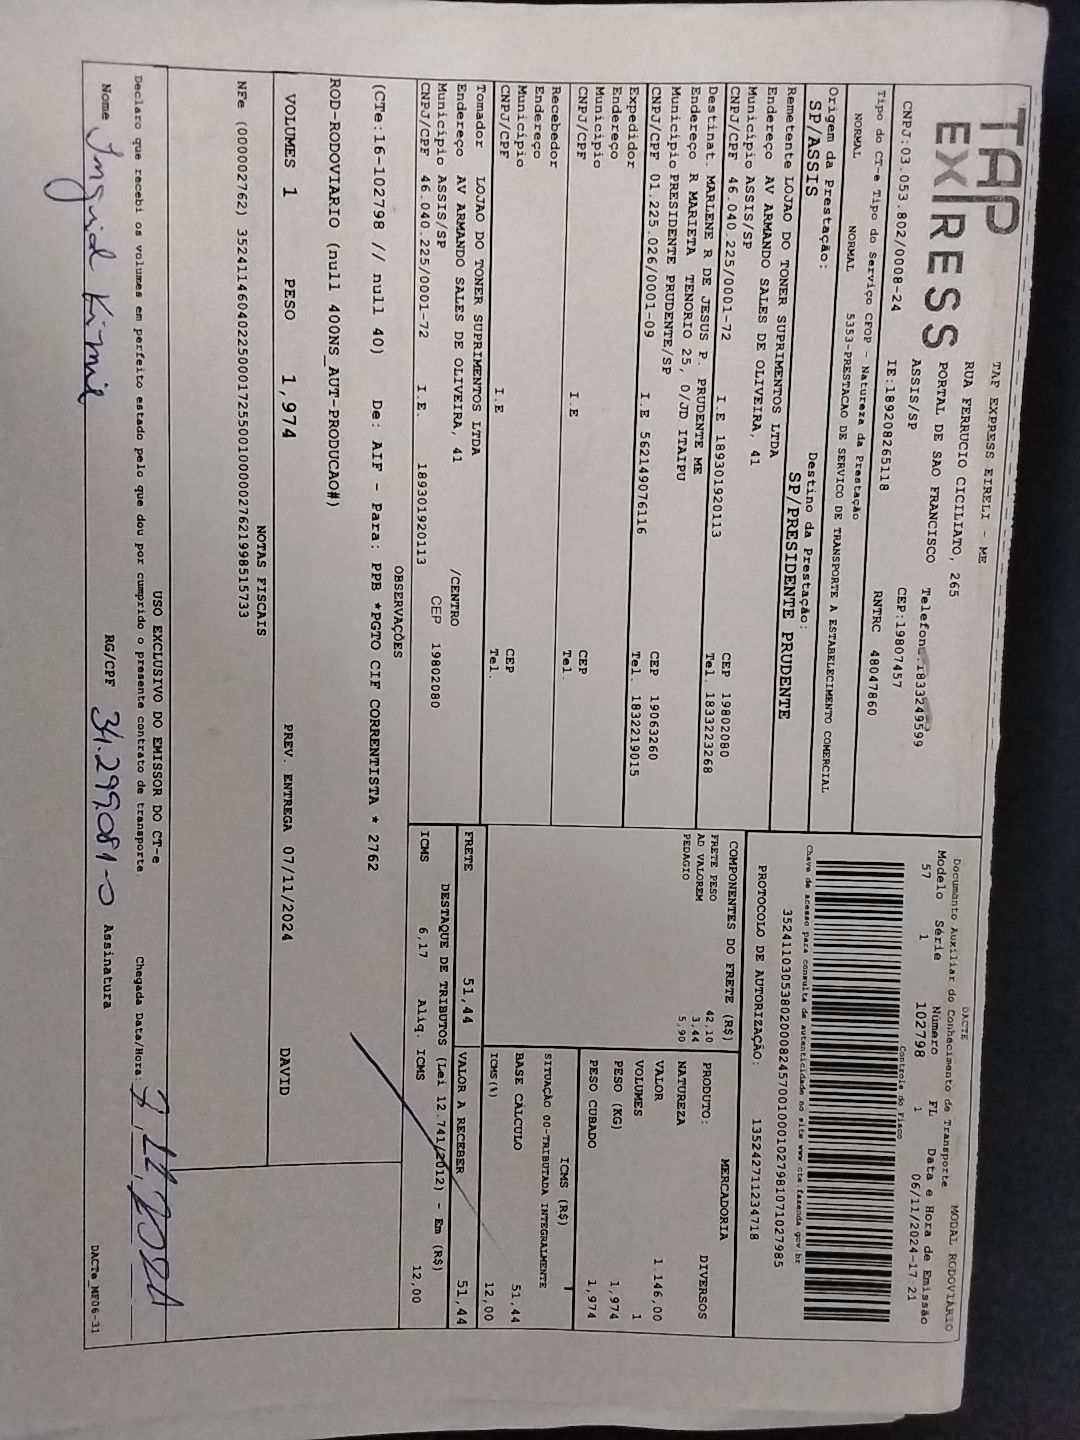 TAP
EXPRESS
TAP EXPRESS EIRELI - ME
RUA FERRUCIO CICILIATO, 265
PORTAL DE SAO FRANCISCO Telefone:1833249599
ASSIS/SP CEP:19807457
CNPJ:03.053.802/0008-24 IE:189208265118 RNTRC 48047860
Tipo do CT-e Tipo do Serviço CFOP - Natureza da Prestação
NORMAL NORMAL 5353-PRESTACAO DE SERVICO DE TRANSPORTE A ESTABELECIMENTO COMERCIAL
Origem da Prestação: Destino da Prestação:
SP/ASSIS SP/PRESIDENTE PRUDENTE
Remetente LOJAO DO TONER SUPRIMENTOS LTDA
Endereço AV ARMANDO SALES DE OLIVEIRA, 41
Município ASSIS/SP CEP 19802080
CNPJ/CPF 46.040.225/0001-72 I.E 189301920113 Tel. 1833223268
Destinat. MARLENE R DE JESUS P. PRUDENTE ME
Endereço R MARIETA TENORIO 25, 0/JD ITAIPU
Município PRESIDENTE PRUDENTE/SP CEP 19063260
CNPJ/CPF 01.225.026/0001-09 I.E 562149076116 Tel. 1832219015
Expedidor
Endereço
Município CEP
CNPJ/CPF I.E Tel.
Recebedor
Endereço
Município CEP
CNPJ/CPF I.E Tel.
Tomador LOJAO DO TONER SUPRIMENTOS LTDA
Endereço AV ARMANDO SALES DE OLIVEIRA, 41 /CENTRO
Município ASSIS/SP CEP 19802080
CNPJ/CPF 46.040.225/0001-72 I.E. 189301920113
DACTE MODAL RODOVIÁRIO
Documento Auxiliar do Conhecimento de Transporte
Modelo Série Número FL Data e Hora de Emissão
57 1 102798 1 06/11/2024-17:21
Controle do Fisco
Chave de acesso para consulta de autenticidade no site www.cte.fazenda.gov.br
35241103053802000824570010001027981071027985
PROTOCOLO DE AUTORIZAÇÃO: 135242711234718
COMPONENTES DO FRETE (R$)
FRETE PESO 42,10
AD VALOREM 3,44
PEDAGIO 5,90
MERCADORIA
PRODUTO: DIVERSOS
NATUREZA
VALOR 1.146,00
VOLUMES 1
PESO (KG) 1,974
PESO CUBADO 1,974
ICMS (R$)
SITUAÇÃO 00-TRIBUTADA INTEGRALMENTE
BASE CÁLCULO 51,44
ICMS(%) 12,00
FRETE 51,44 VALOR A RECEBER 51,44
DESTAQUE DE TRIBUTOS (Lei 12.741/2012) - Em (R$)
ICMS 6,17 Aliq. ICMS 12,00
OBSERVAÇÕES
(CTe:16-102798 // null 40) De: AIF - Para: PPB *PGTO CIF CORRENTISTA * 2762
ROD-RODOVIARIO (null 400NS_AUT-PRODUCAO#)
VOLUMES 1 PESO 1,974 PREV. ENTREGA 07/11/2024 DAVID
NOTAS FISCAIS
NFe (000002762) 35241146040225000172550010000027621998515733
USO EXCLUSIVO DO EMISSOR DO CT-e
Declaro que recebi os volumes em perfeito estado pelo que dou por cumprido o presente contrato de transporte. Chegada Data/Hora: 7.11.2024
Nome Ingrid RG/CPF 34.299.081-0 Assinatura
DACTe_MF06-31